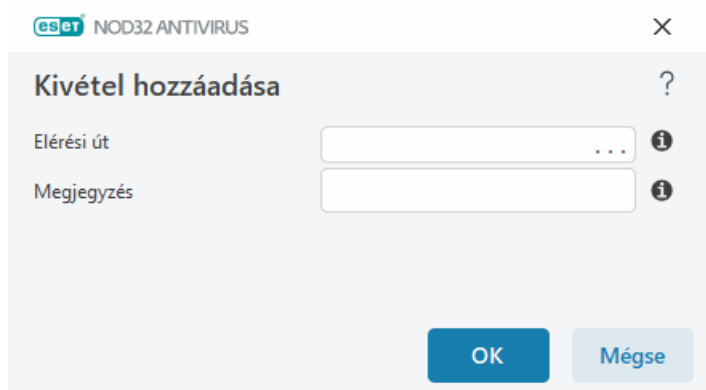 eset NOD32 ANTIVIRUS
Kivétel hozzáadása
Elérési út ...
Megjegyzés
OK Mégse